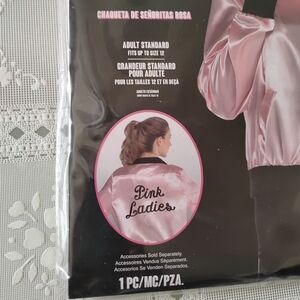 CHAQUETA DE SEÑORITAS ROSA
ADULT STANDARD
FITS UP TO SIZE 12
GRANDEUR STANDARD
POUR ADULTE
POUR LES TAILLES 12 ET EN DEÇÀ
Pink
Ladies
Accessories Sold Separately.
Accessoires Vendus Séparément.
Accesorios Se Venden Separados.
1 PC/MC/PZA.